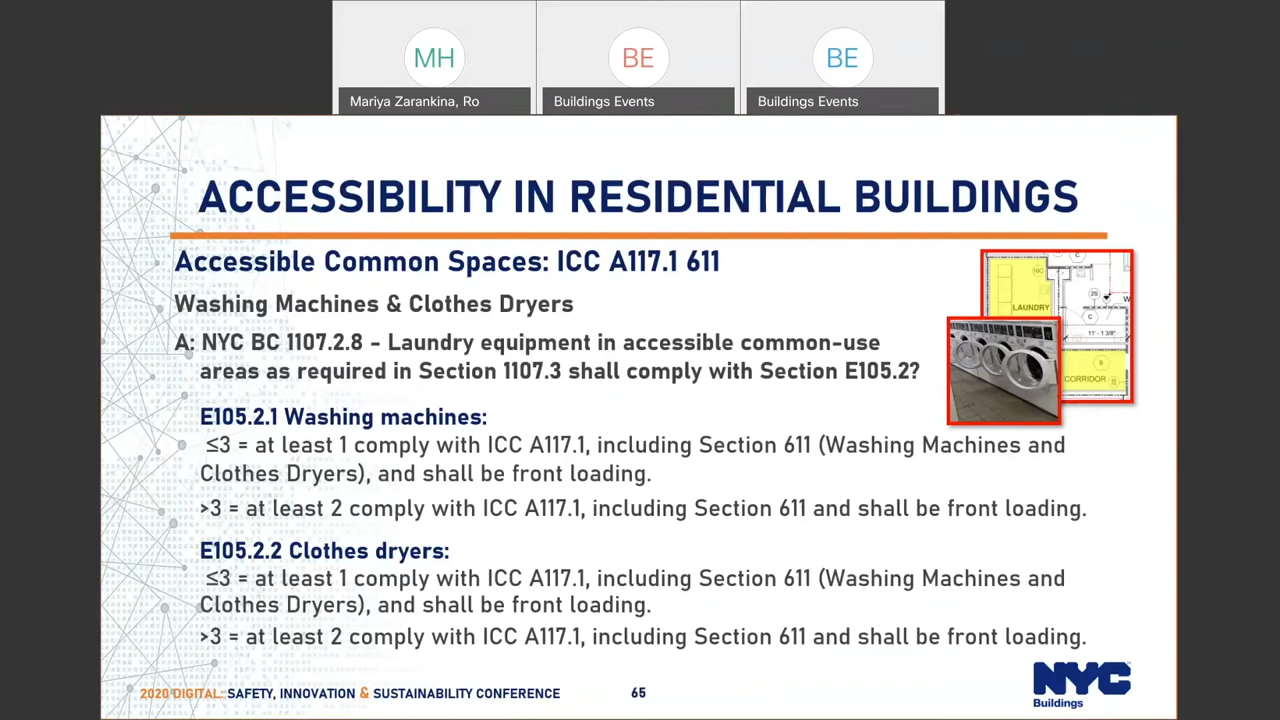 MH
BE
BE
Mariya Zarankina, Ro
Buildings Events
Buildings Events
ACCESSIBILITY IN RESIDENTIAL BUILDINGS
Accessible Common Spaces: ICC A117.1 611
Washing Machines & Clothes Dryers
A: NYC BC 1107.2.8 - Laundry equipment in accessible common-use
areas as required in Section 1107.3 shall comply with Section E105.2?
LAUNDRY
11' - 1 3/8"
CORRIDOR
E105.2.1 Washing machines:
≤3 = at least 1 comply with ICC A117.1, including Section 611 (Washing Machines and
Clothes Dryers), and shall be front loading.
>3 = at least 2 comply with ICC A117.1, including Section 611 and shall be front loading.
E105.2.2 Clothes dryers:
≤3 = at least 1 comply with ICC A117.1, including Section 611 (Washing Machines and
Clothes Dryers), and shall be front loading.
>3 = at least 2 comply with ICC A117.1, including Section 611 and shall be front loading.
2020 DIGITAL: SAFETY, INNOVATION & SUSTAINABILITY CONFERENCE
65
NYC
Buildings